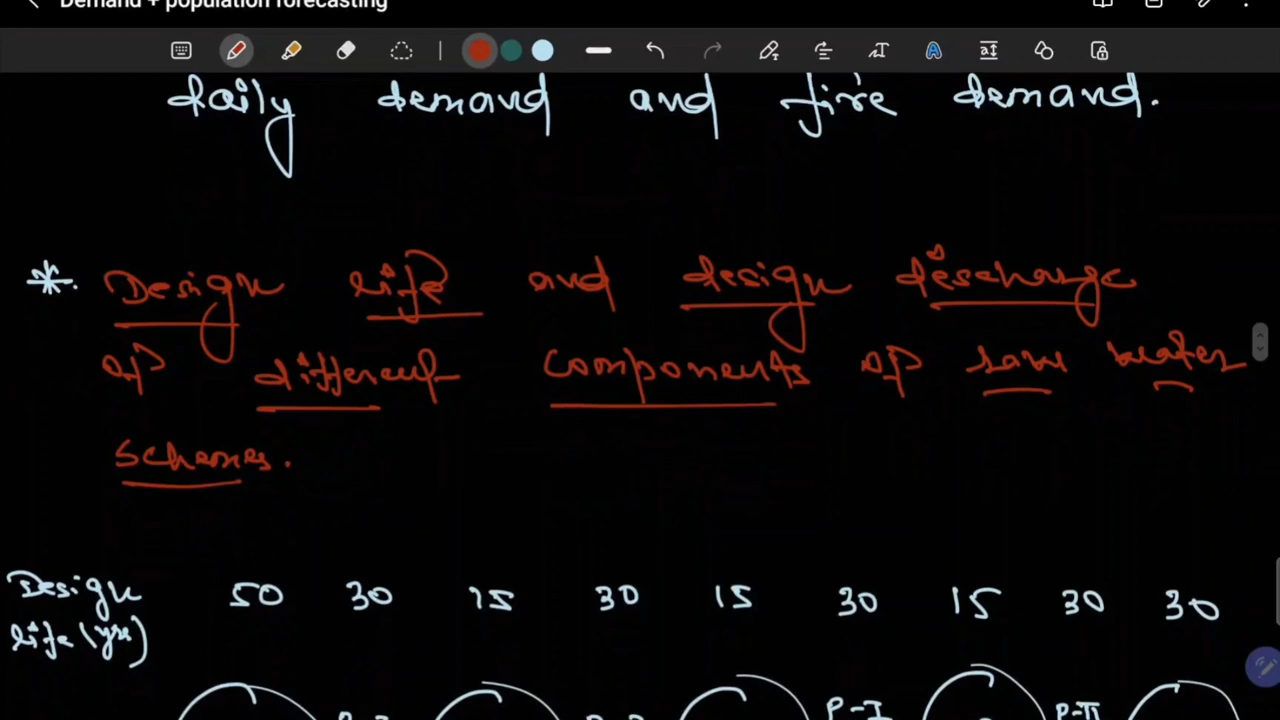 Demand + population forecasting
daily demand and fire demand.
*. Design life and design discharge
of different components of raw water
schemes.
Design 50 30 15 30 15 30 15 30 30
life (yrs)
P-I P-II